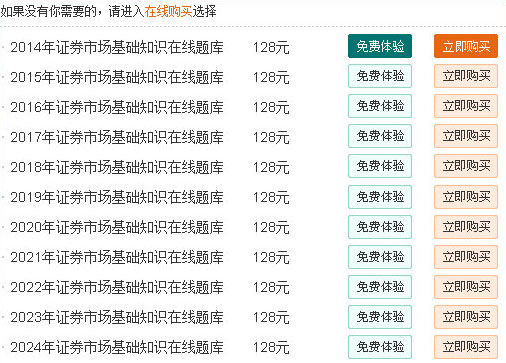 如果没有你需要的，请进入在线购买选择
2014年证券市场基础知识在线题库 128元 免费体验 立即购买
2015年证券市场基础知识在线题库 128元 免费体验 立即购买
2016年证券市场基础知识在线题库 128元 免费体验 立即购买
2017年证券市场基础知识在线题库 128元 免费体验 立即购买
2018年证券市场基础知识在线题库 128元 免费体验 立即购买
2019年证券市场基础知识在线题库 128元 免费体验 立即购买
2020年证券市场基础知识在线题库 128元 免费体验 立即购买
2021年证券市场基础知识在线题库 128元 免费体验 立即购买
2022年证券市场基础知识在线题库 128元 免费体验 立即购买
2023年证券市场基础知识在线题库 128元 免费体验 立即购买
2024年证券市场基础知识在线题库 128元 免费体验 立即购买